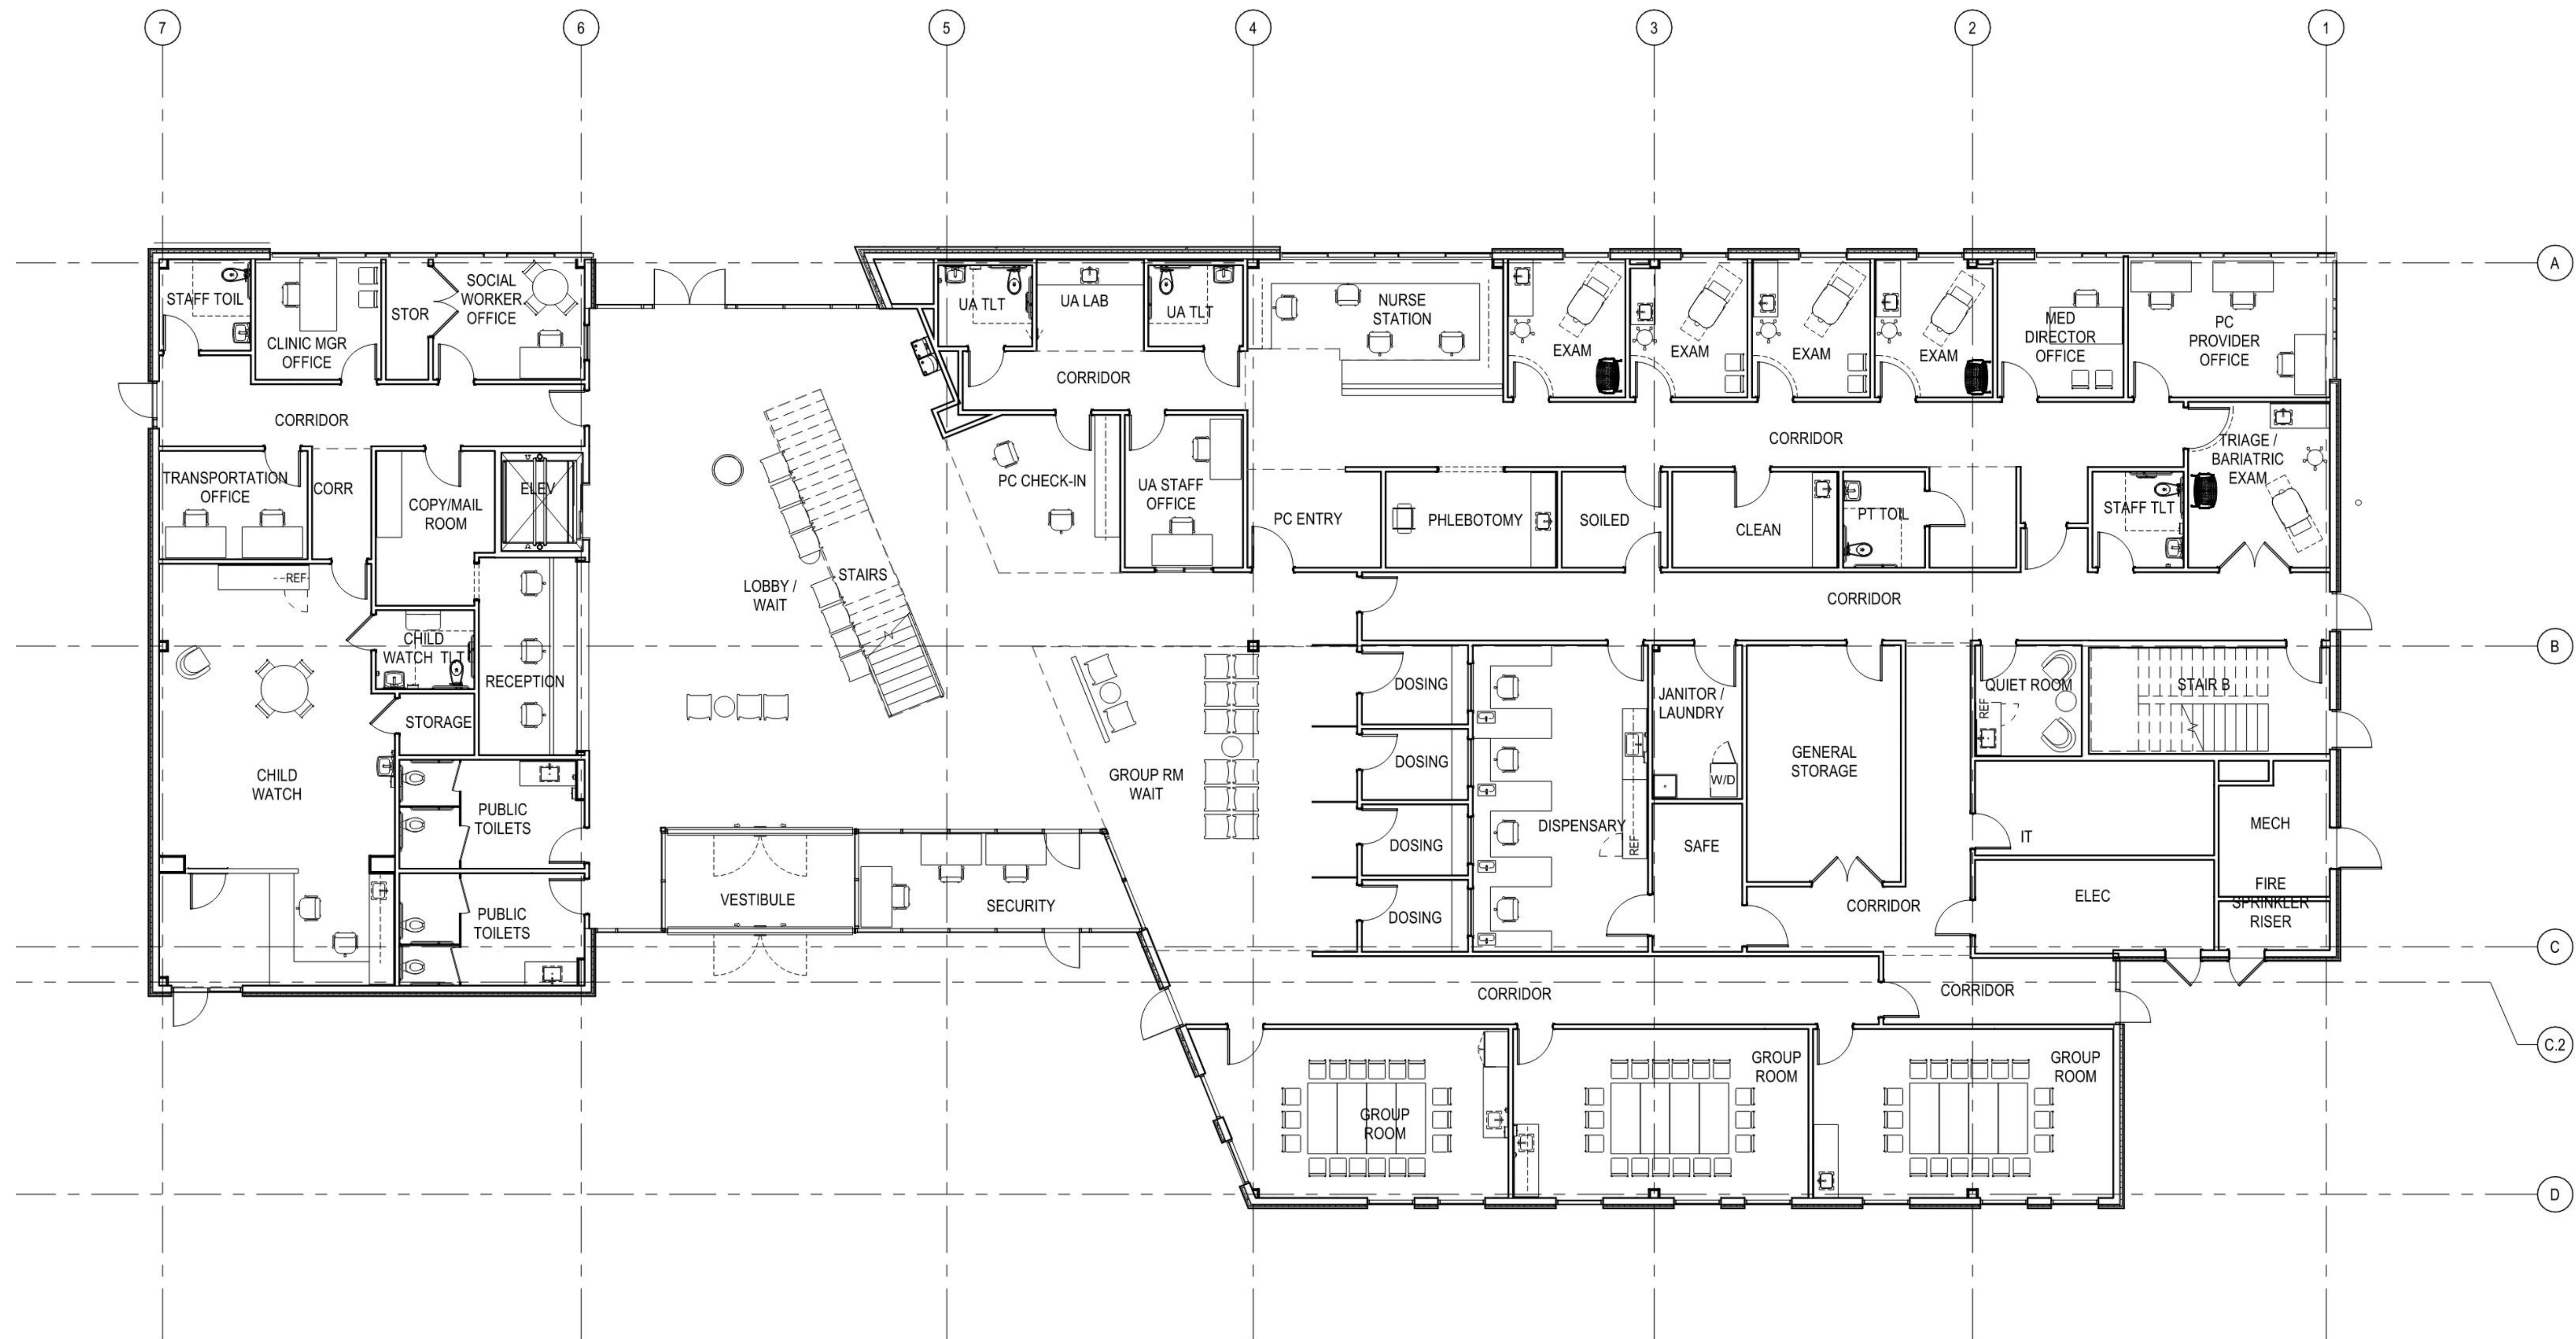 7
6
5
4
3
2
1
A
B
C
C.2
D
STAFF TOIL
CLINIC MGR
OFFICE
STOR
SOCIAL
WORKER
OFFICE
UA TLT
UA LAB
UA TLT
NURSE
STATION
EXAM
EXAM
EXAM
EXAM
MED
DIRECTOR
OFFICE
PC
PROVIDER
OFFICE
CORRIDOR
CORRIDOR
CORRIDOR
TRIAGE /
BARIATRIC
EXAM
TRANSPORTATION
OFFICE
CORR
COPY/MAIL
ROOM
ELEV
PC CHECK-IN
UA STAFF
OFFICE
PC ENTRY
PHLEBOTOMY
SOILED
CLEAN
PT TOIL
STAFF TLT
REF
LOBBY /
WAIT
STAIRS
CORRIDOR
CHILD
WATCH TLT
RECEPTION
STORAGE
DOSING
DOSING
DOSING
DOSING
JANITOR /
LAUNDRY
W/D
QUIET ROOM
REF
STAIR B
CHILD
WATCH
GROUP RM
WAIT
GENERAL
STORAGE
PUBLIC
TOILETS
DISPENSARY
REF
SAFE
IT
MECH
VESTIBULE
SECURITY
PUBLIC
TOILETS
CORRIDOR
ELEC
FIRE
SPRINKLER
RISER
CORRIDOR
CORRIDOR
GROUP
ROOM
GROUP
ROOM
GROUP
ROOM